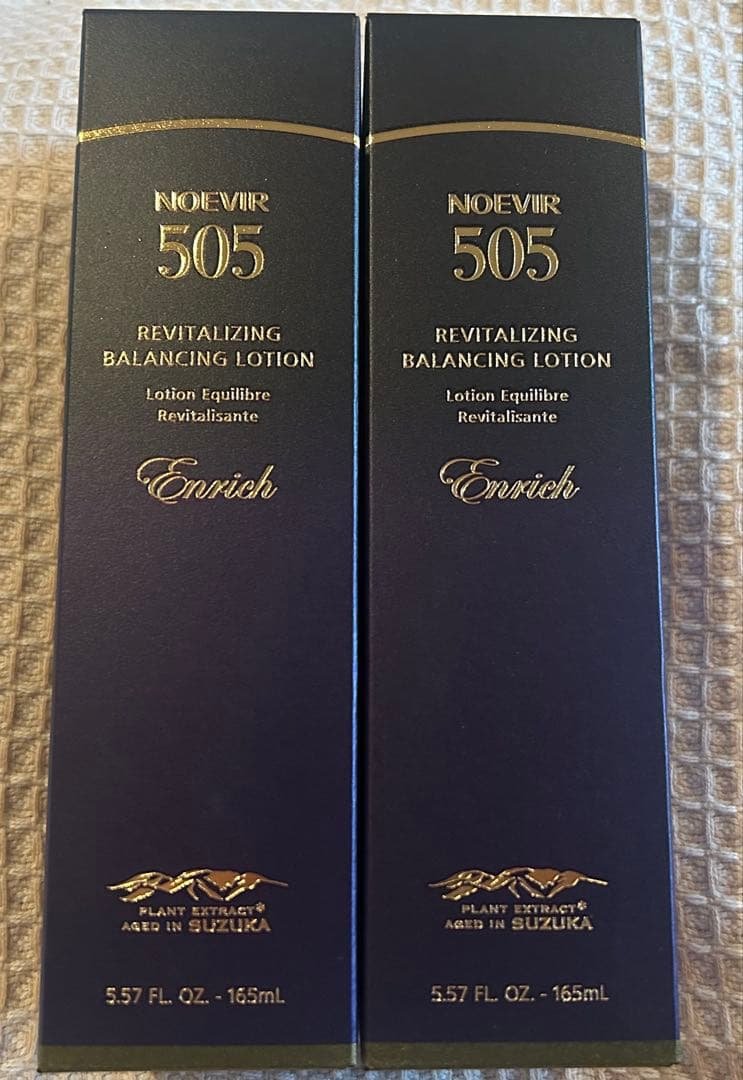 NOEVIR
505
REVITALIZING
BALANCING LOTION
Lotion Equilibre
Revitalisante
Enrich
PLANT EXTRACT*
AGED IN SUZUKA
5.57 FL. OZ. - 165mL
NOEVIR
505
REVITALIZING
BALANCING LOTION
Lotion Equilibre
Revitalisante
Enrich
PLANT EXTRACT*
AGED IN SUZUKA
5.57 FL. OZ. - 165mL